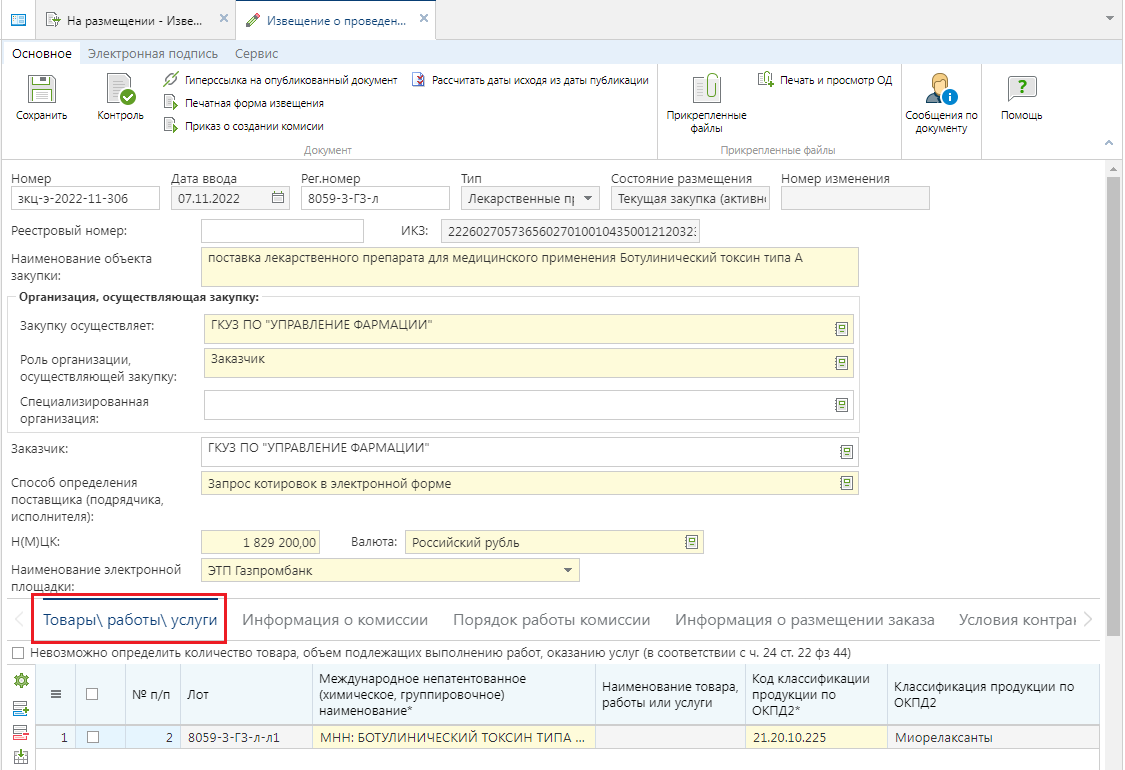 На размещении - Изве...
Извещение о проведен...
Основное Электронная подпись Сервис
Сохранить
Контроль
Гиперссылка на опубликованный документ
Печатная форма извещения
Приказ о создании комисии
Рассчитать даты исходя из даты публикации
Документ
Прикрепленные
файлы
Печать и просмотр ОД
Прикрепленные файлы
Сообщения по
документу
Помощь
Номер Дата ввода Рег.номер Тип Состояние размещения Номер изменения
зкц-э-2022-11-306 07.11.2022 8059-3-ГЗ-л Лекарственные пр Текущая закупка (активн
Реестровый номер: ИКЗ: 22260270573656027010010435001212032
Наименование объекта
закупки:
поставка лекарственного препарата для медицинского применения Ботулинический токсин типа А
Организация, осуществляющая закупку:
Закупку осуществляет: ГКУЗ ПО "УПРАВЛЕНИЕ ФАРМАЦИИ"
Роль организации,
осуществляющей закупку:
Заказчик
Специализированная
организация:
Заказчик: ГКУЗ ПО "УПРАВЛЕНИЕ ФАРМАЦИИ"
Способ определения
поставщика (подрядчика,
исполнителя):
Запрос котировок в электронной форме
Н(М)ЦК: 1 829 200,00 Валюта: Российский рубль
Наименование электронной
площадки:
ЭТП Газпромбанк
Товары\ работы\ услуги Информация о комиссии Порядок работы комиссии Информация о размещении заказа Условия контрак
Невозможно определить количество товара, объем подлежащих выполнению работ, оказанию услуг (в соответствии с ч. 24 ст. 22 фз 44)
№ п/п
Лот
Международное непатентованное
(химическое, группировочное)
наименование*
Наименование товара,
работы или услуги
Код классификации
продукции по
ОКПД2*
Классификация продукции по
ОКПД2
1 2 8059-3-ГЗ-л-л1 МНН: БОТУЛИНИЧЕСКИЙ ТОКСИН ТИПА ... 21.20.10.225 Миорелаксанты